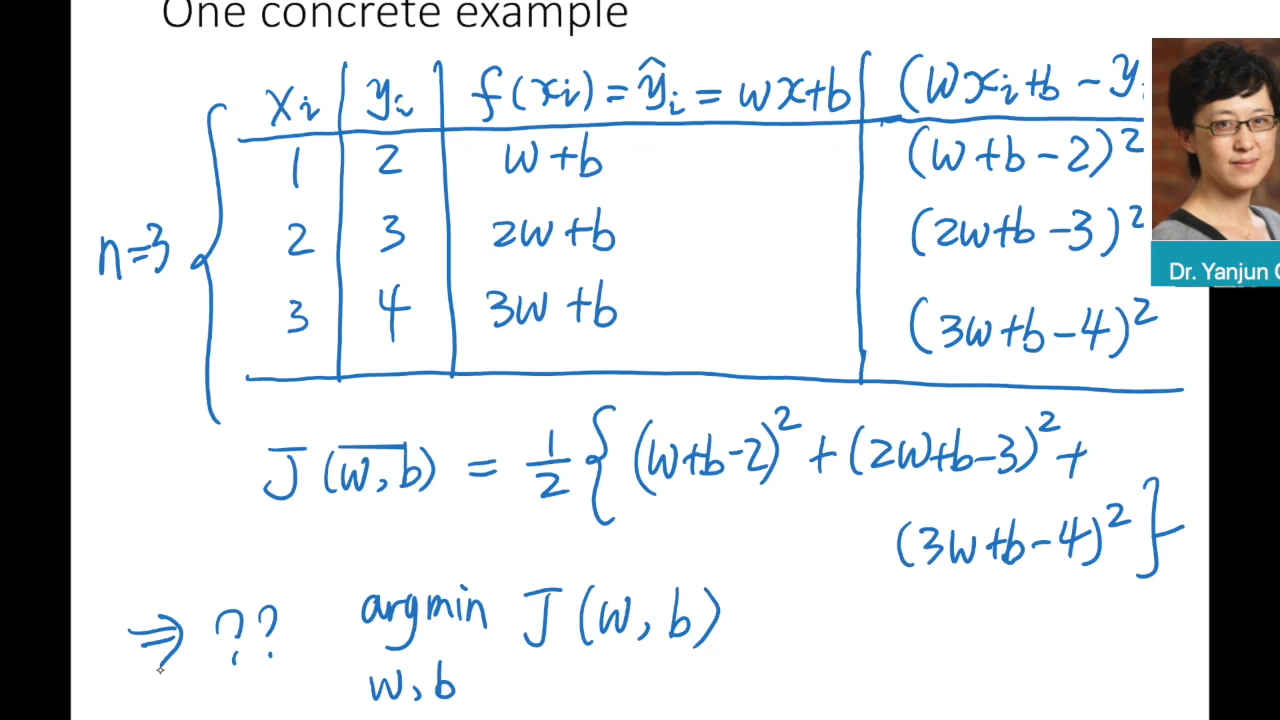 One concrete example
xi yi f(xi) = ŷi = wx+b (wxi+b - y
1 2 w+b (w+b-2)²
2 3 2w+b (2w+b-3)²
n=3
3 4 3w+b (3w+b-4)²
J(w,b) = 1/2 { (w+b-2)² + (2w+b-3)² +
(3w+b-4)² }
⇒ ?? argmin J(w,b)
w,b
Dr. Yanjun